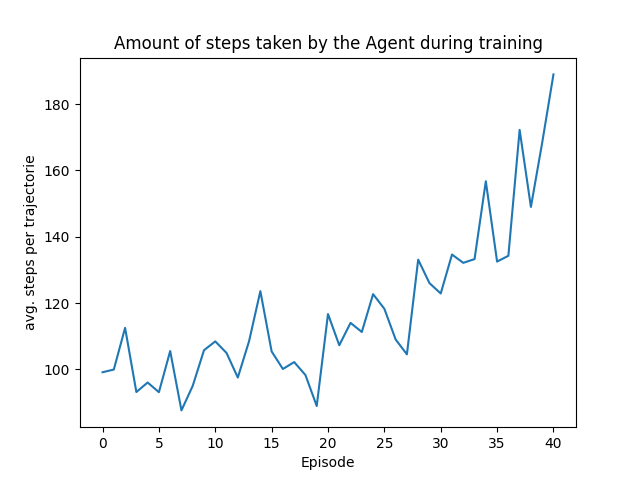 Amount of steps taken by the Agent during training
avg. steps per trajectorie
180
160
140
120
100
0 5 10 15 20 25 30 35 40
Episode